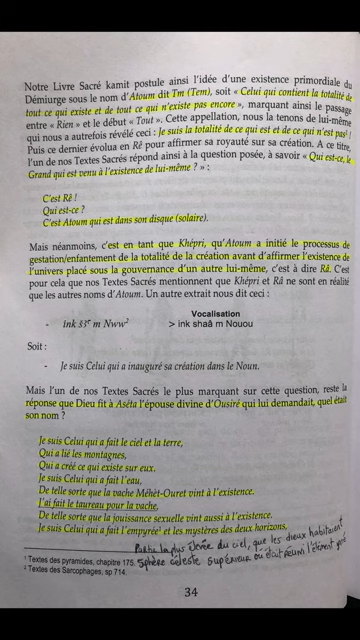 Notre Livre Sacré kamit postule ainsi l'idée d'une existence primordiale du
Démiurge sous le nom d'Atoum dit Tm (Tem), soit « Celui qui contient la totalité de
tout ce qui existe et de tout ce qui n'existe pas encore », marquant ainsi le passage
entre « Rien » et le début « Tout ». Cette appellation, nous la tenons de lui-même
qui nous a autrefois révélé ceci : Je suis la totalité de ce qui est et de ce qui n'est pas¹ !
Puis ce dernier évolua en Rê pour affirmer sa royauté sur sa création. A ce titre,
l'un de nos Textes Sacrés répond ainsi à la question posée, à savoir « Qui est-ce, le
Grand qui est venu à l'existence de lui-même ? » :
C'est Rê !
Qui est-ce ?
C'est Atoum qui est dans son disque (solaire).
Mais néanmoins, c'est en tant que Khépri, qu'Atoum a initié le processus de
gestation/enfantement de la totalité de la création avant d'affirmer l'existence de
l'univers placé sous la gouvernance d'un autre lui-même, c'est à dire Râ. C'est
pour cela que nos Textes Sacrés mentionnent que Khépri et Râ ne sont en réalité
que les autres noms d'Atoum. Un autre extrait nous dit ceci :
Vocalisation
- ink §3ʿ m Nww² > ink shaâ m Nouou
Soit :
- Je suis Celui qui a inauguré sa création dans le Noun.
Mais l'un de nos Textes Sacrés le plus marquant sur cette question, reste la
réponse que Dieu fit à Aséta l'épouse divine d'Ousiré qui lui demandait, quel était
son nom ?
Je suis Celui qui a fait le ciel et la terre,
Qui a lié les montagnes,
Qui a créé ce qui existe sur eux.
Je suis Celui qui a fait l'eau,
De telle sorte que la vache Méhèt-Ouret vint à l'existence.
J'ai fait le taureau pour la vache,
De telle sorte que la jouissance sexuelle vint aussi à l'existence.
Je suis Celui qui a fait l'empyrée¹ et les mystères des deux horizons,
Partie la plus élevée du ciel, que les dieux habitaient
¹ Textes des pyramides, chapitre 175. Sphère céleste supérieur où était réuni l'élément
² Textes des Sarcophages, sp 714.
34